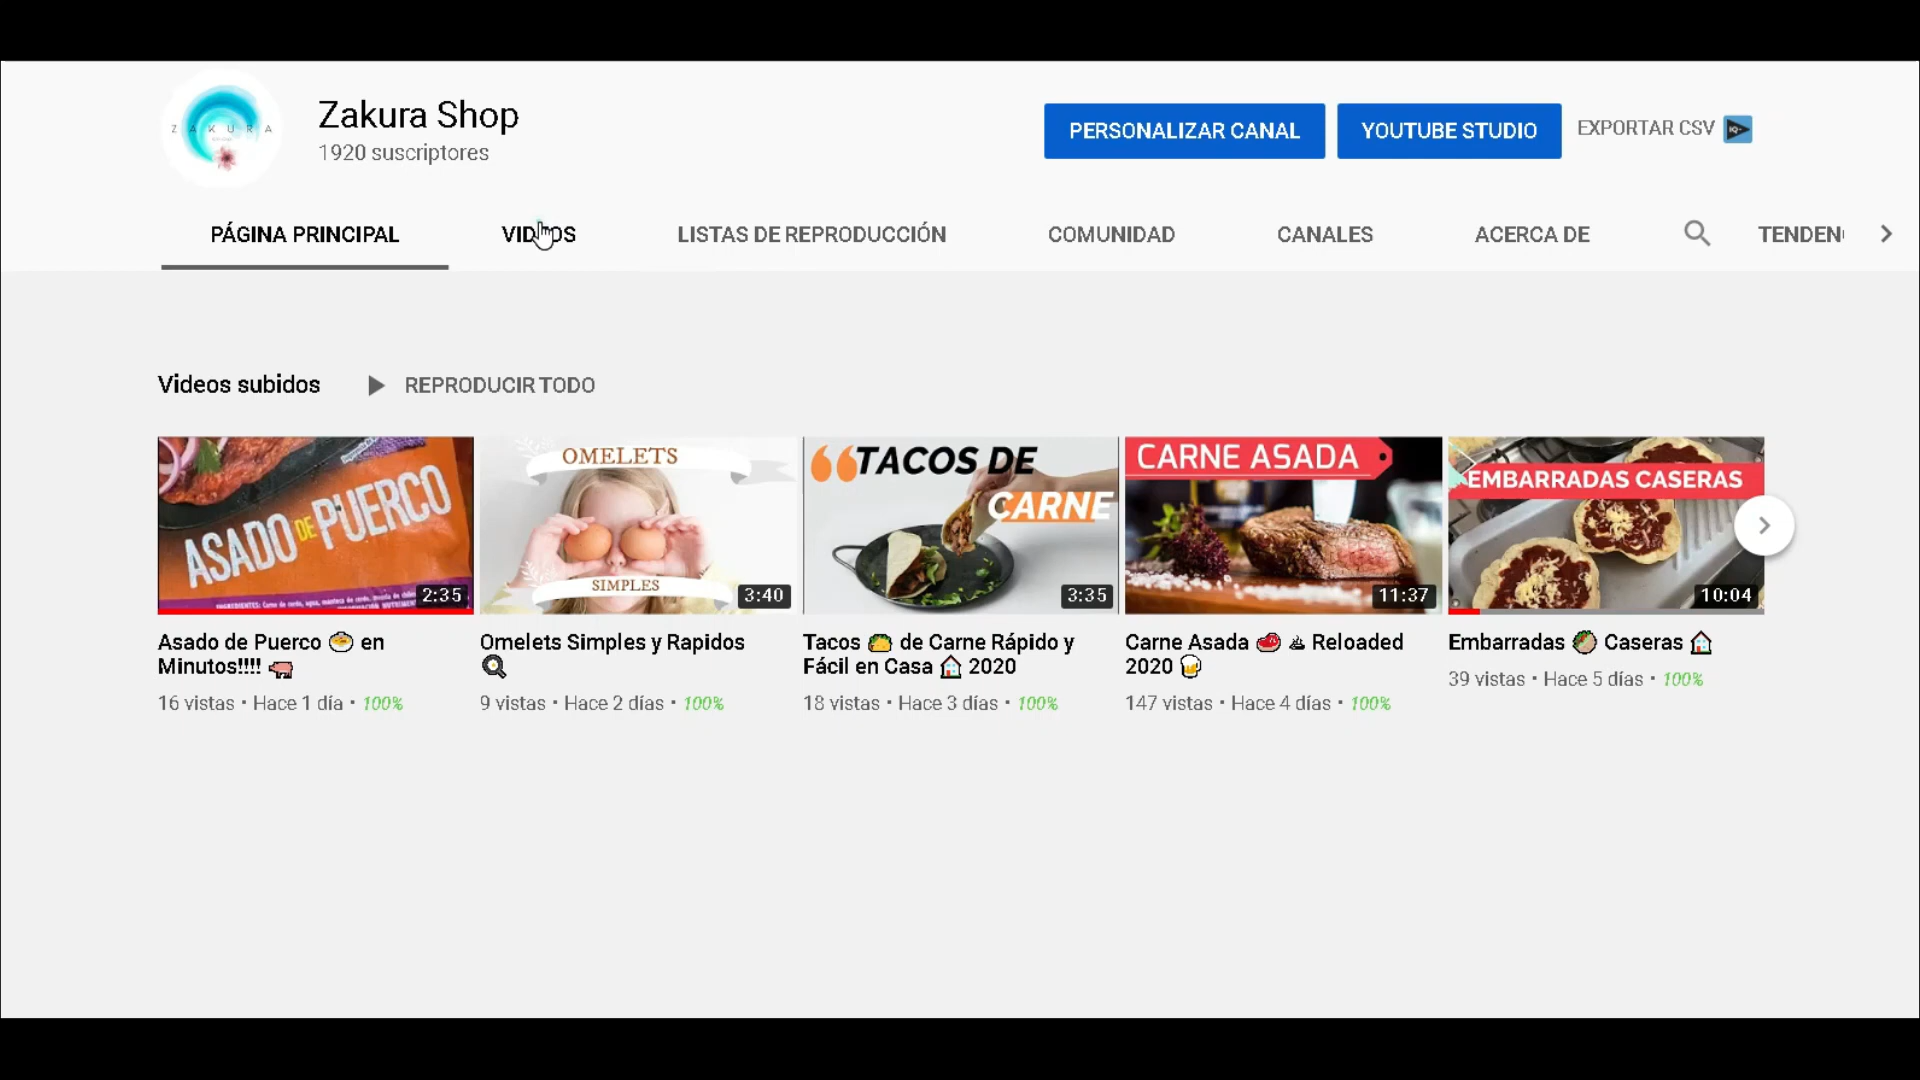 ZAKURA
Zakura Shop
1920 suscriptores
PERSONALIZAR CANAL
YOUTUBE STUDIO
EXPORTAR CSV
IQ
PÁGINA PRINCIPAL
VIDEOS
LISTAS DE REPRODUCCIÓN
COMUNIDAD
CANALES
ACERCA DE
TENDEN
Videos subidos
REPRODUCIR TODO
ASADO DE PUERCO
2:35
OMELETS
SIMPLES
3:40
TACOS DE
CARNE
3:35
CARNE ASADA
11:37
EMBARRADAS CASERAS
10:04
Asado de Puerco 🍲 en
Minutos!!!! 🐖
16 vistas • Hace 1 día • 100%
Omelets Simples y Rapidos
🍳
9 vistas • Hace 2 días • 100%
Tacos 🌮 de Carne Rápido y
Fácil en Casa 🏠 2020
18 vistas • Hace 3 días • 100%
Carne Asada 🥩 ♨ Reloaded
2020 🍺
147 vistas • Hace 4 días • 100%
Embarradas 🥙 Caseras 🏠
39 vistas • Hace 5 días • 100%